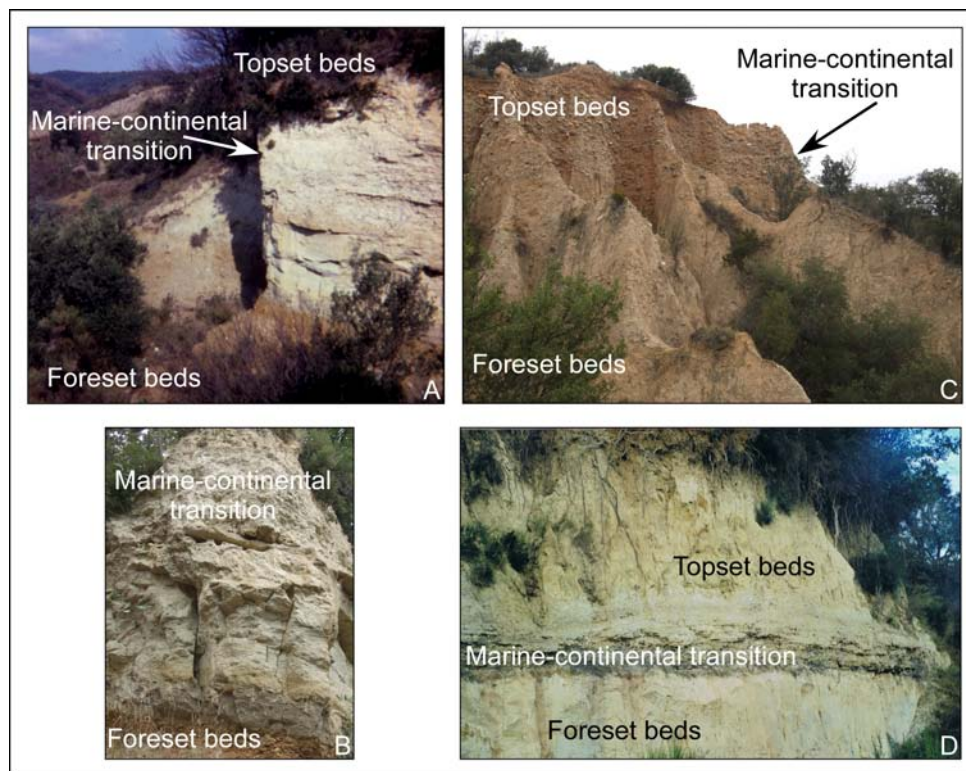 Topset beds
Marine-continental
transition
Foreset beds
A
Marine-continental
transition
Topset beds
Foreset beds
C
Marine-continental
transition
Foreset beds
B
Topset beds
Marine-continental transition
Foreset beds
D